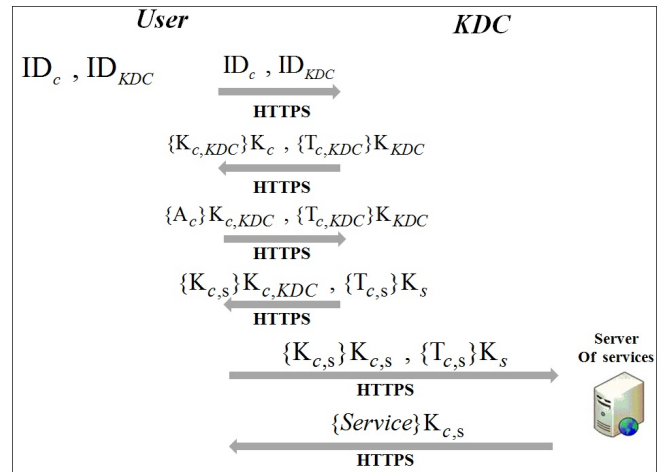 User KDC
ID_c , ID_KDC
ID_c , ID_KDC
HTTPS
{K_c,KDC}K_c , {T_c,KDC}K_KDC
HTTPS
{A_c}K_c,KDC , {T_c,KDC}K_KDC
HTTPS
{K_c,s}K_c,KDC , {T_c,s}K_s
HTTPS
Server
Of services
{K_c,s}K_c,s , {T_c,s}K_s
HTTPS
{Service}K_c,s
HTTPS